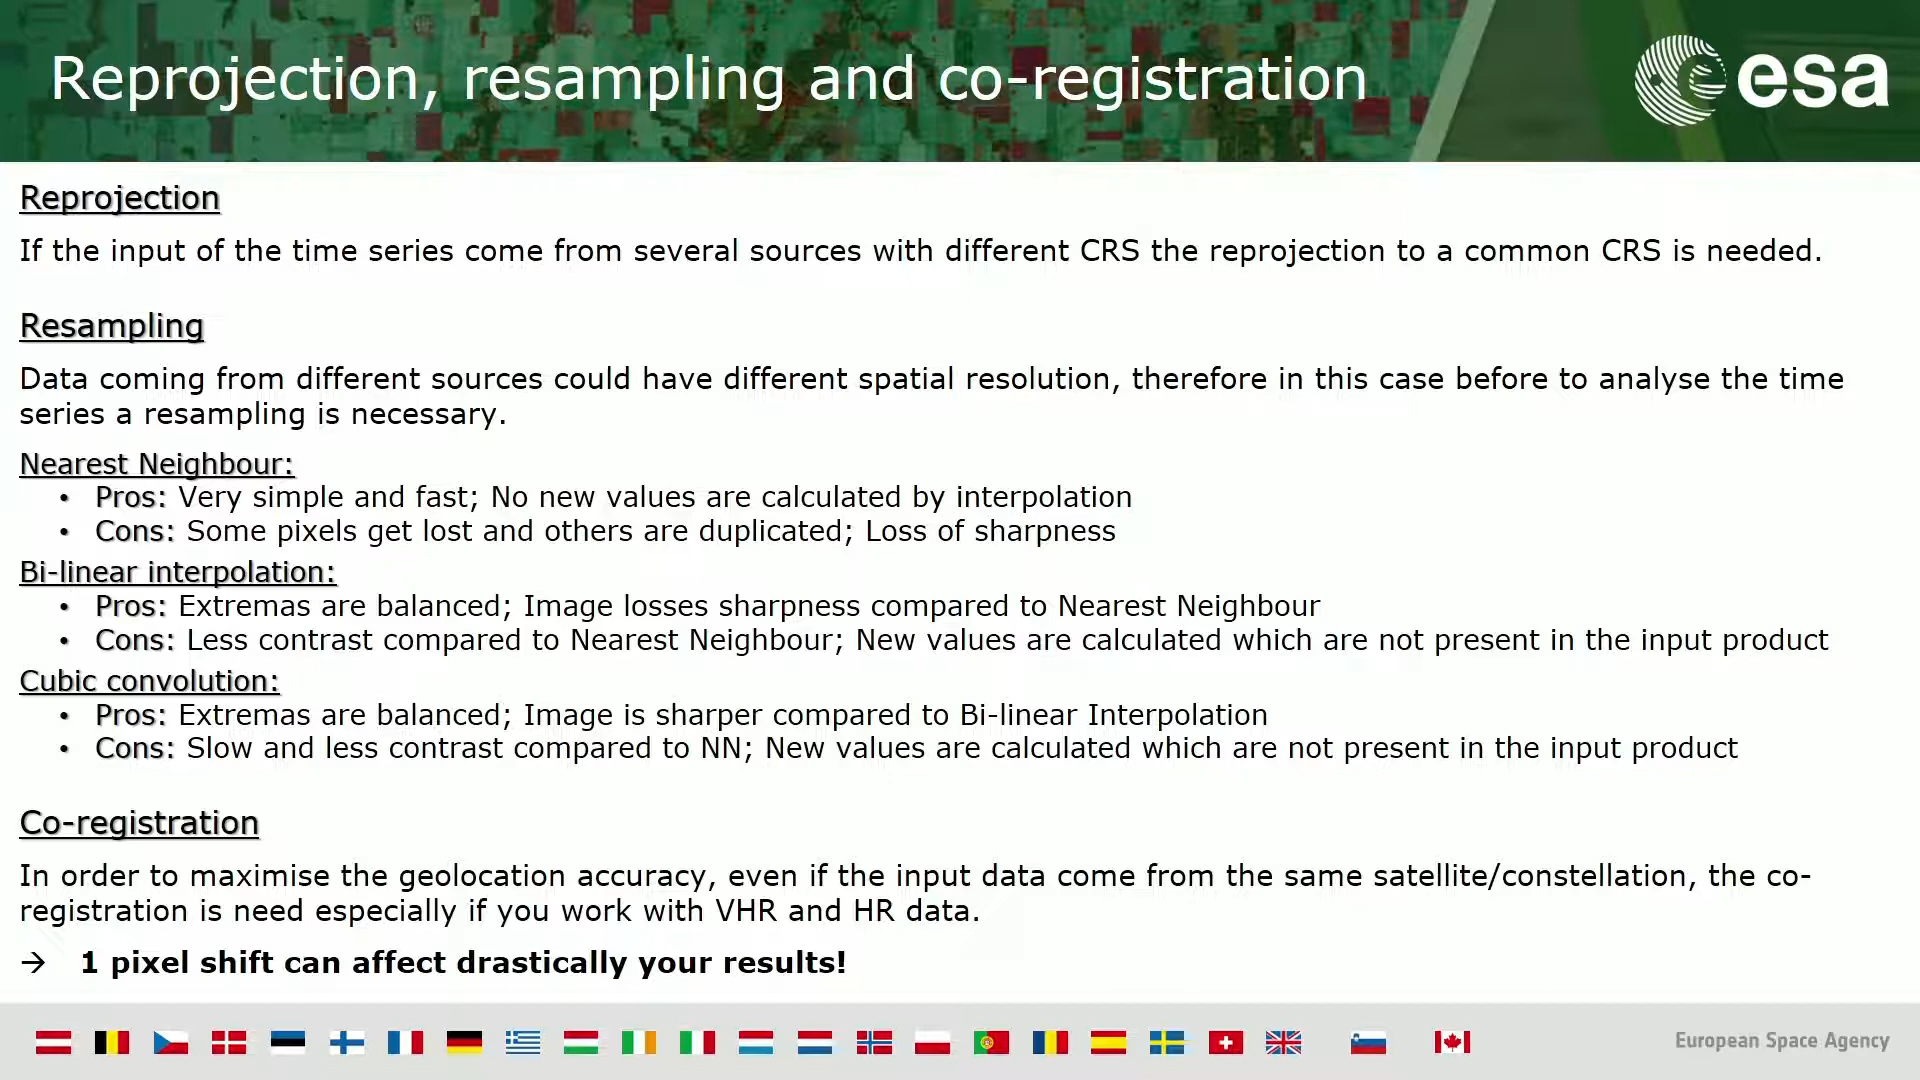 Reprojection, resampling and co-registration
esa
Reprojection
If the input of the time series come from several sources with different CRS the reprojection to a common CRS is needed.
Resampling
Data coming from different sources could have different spatial resolution, therefore in this case before to analyse the time
series a resampling is necessary.
Nearest Neighbour:
• Pros: Very simple and fast; No new values are calculated by interpolation
• Cons: Some pixels get lost and others are duplicated; Loss of sharpness
Bi-linear interpolation:
• Pros: Extremas are balanced; Image losses sharpness compared to Nearest Neighbour
• Cons: Less contrast compared to Nearest Neighbour; New values are calculated which are not present in the input product
Cubic convolution:
• Pros: Extremas are balanced; Image is sharper compared to Bi-linear Interpolation
• Cons: Slow and less contrast compared to NN; New values are calculated which are not present in the input product
Co-registration
In order to maximise the geolocation accuracy, even if the input data come from the same satellite/constellation, the co-
registration is need especially if you work with VHR and HR data.
→ 1 pixel shift can affect drastically your results!
European Space Agency